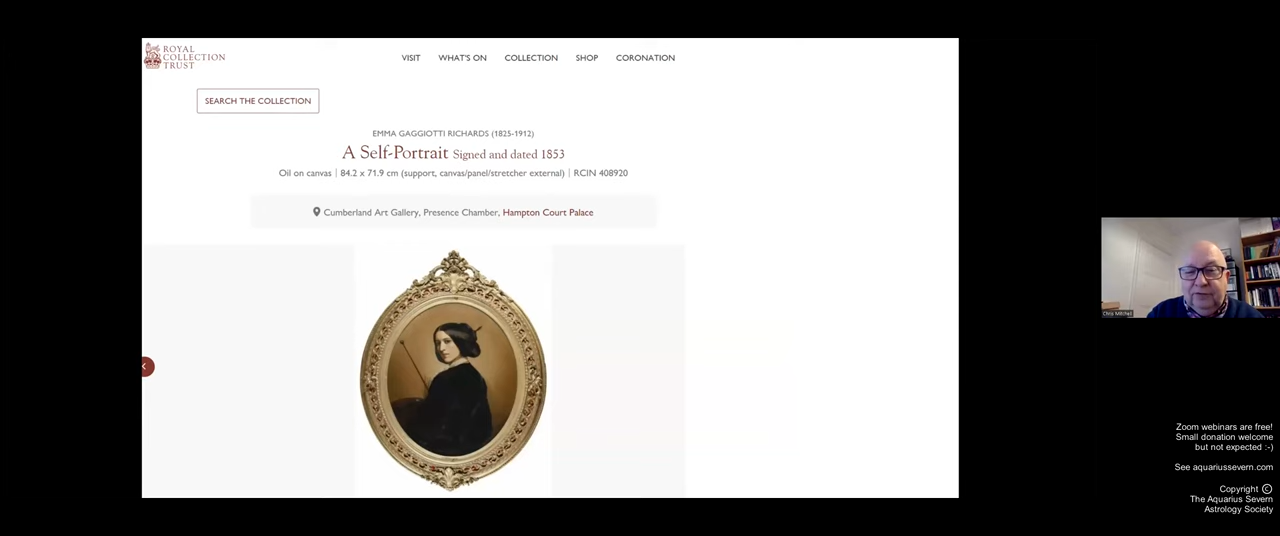 ROYAL
COLLECTION
TRUST
VISIT WHAT'S ON COLLECTION SHOP CORONATION
SEARCH THE COLLECTION
EMMA GAGGIOTTI RICHARDS (1825-1912)
A Self-Portrait Signed and dated 1853
Oil on canvas | 84.2 x 71.9 cm (support, canvas/panel/stretcher external) | RCIN 408920
Cumberland Art Gallery, Presence Chamber, Hampton Court Palace
Chris Mitchell
Zoom webinars are free!
Small donation welcome
but not expected :-)
See aquariussevern.com
Copyright ©
The Aquarius Severn
Astrology Society